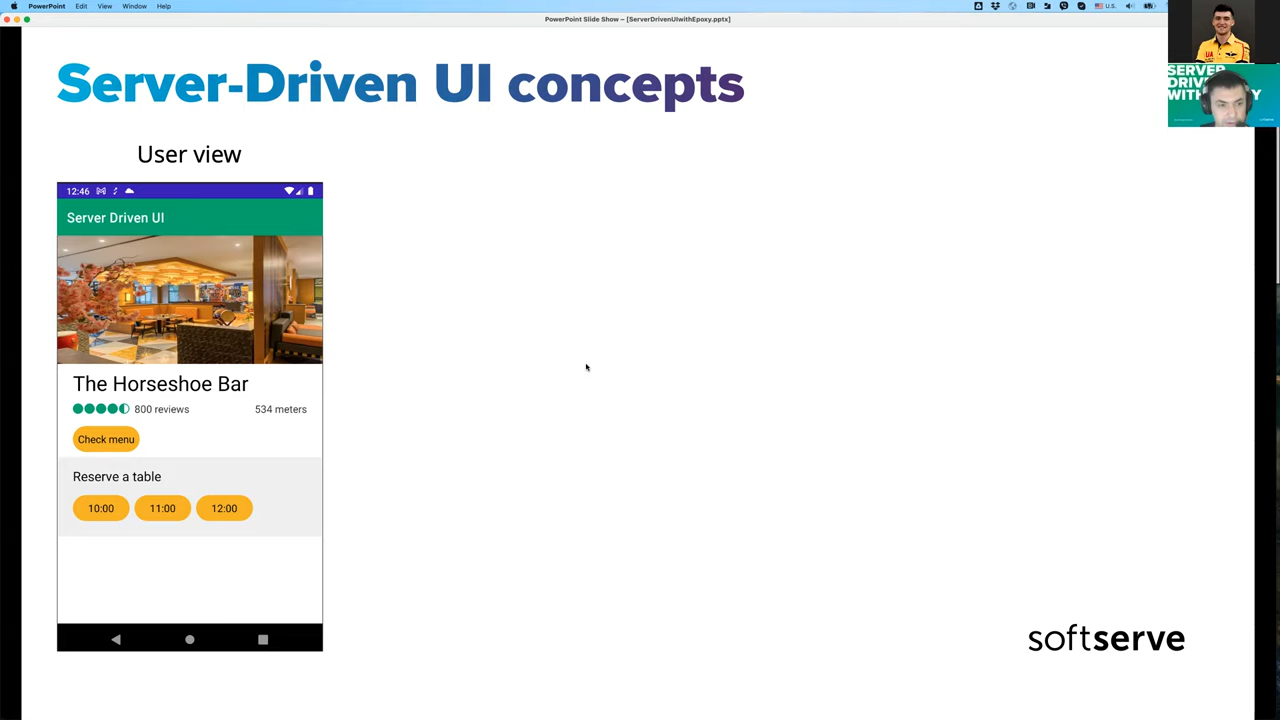 PowerPoint Edit View Window Help
U.S.
PowerPoint Slide Show – [ServerDrivenUIwithEpoxy.pptx]
Server-Driven UI concepts
User view
12:46
Server Driven UI
The Horseshoe Bar
800 reviews 534 meters
Check menu
Reserve a table
10:00 11:00 12:00
softserve
SERVER